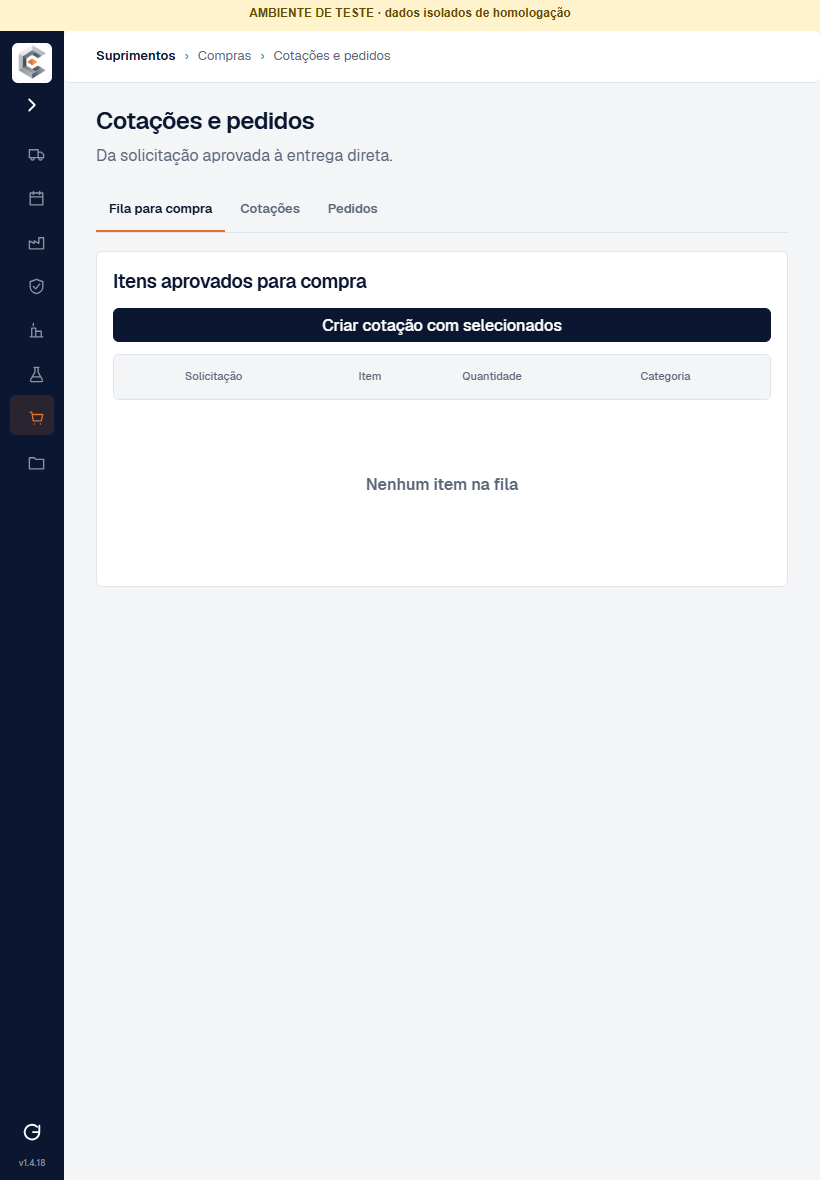 AMBIENTE DE TESTE · dados isolados de homologação
Suprimentos › Compras › Cotações e pedidos
Cotações e pedidos
Da solicitação aprovada à entrega direta.
Fila para compra Cotações Pedidos
Itens aprovados para compra
Criar cotação com selecionados
Solicitação Item Quantidade Categoria
Nenhum item na fila
v1.4.18